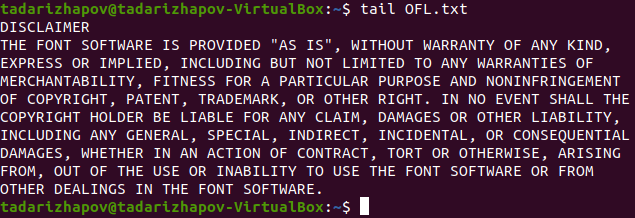 tadarizhapov@tadarizhapov-VirtualBox:~$ tail OFL.txt
DISCLAIMER
THE FONT SOFTWARE IS PROVIDED "AS IS", WITHOUT WARRANTY OF ANY KIND,
EXPRESS OR IMPLIED, INCLUDING BUT NOT LIMITED TO ANY WARRANTIES OF
MERCHANTABILITY, FITNESS FOR A PARTICULAR PURPOSE AND NONINFRINGEMENT
OF COPYRIGHT, PATENT, TRADEMARK, OR OTHER RIGHT. IN NO EVENT SHALL THE
COPYRIGHT HOLDER BE LIABLE FOR ANY CLAIM, DAMAGES OR OTHER LIABILITY,
INCLUDING ANY GENERAL, SPECIAL, INDIRECT, INCIDENTAL, OR CONSEQUENTIAL
DAMAGES, WHETHER IN AN ACTION OF CONTRACT, TORT OR OTHERWISE, ARISING
FROM, OUT OF THE USE OR INABILITY TO USE THE FONT SOFTWARE OR FROM
OTHER DEALINGS IN THE FONT SOFTWARE.
tadarizhapov@tadarizhapov-VirtualBox:~$